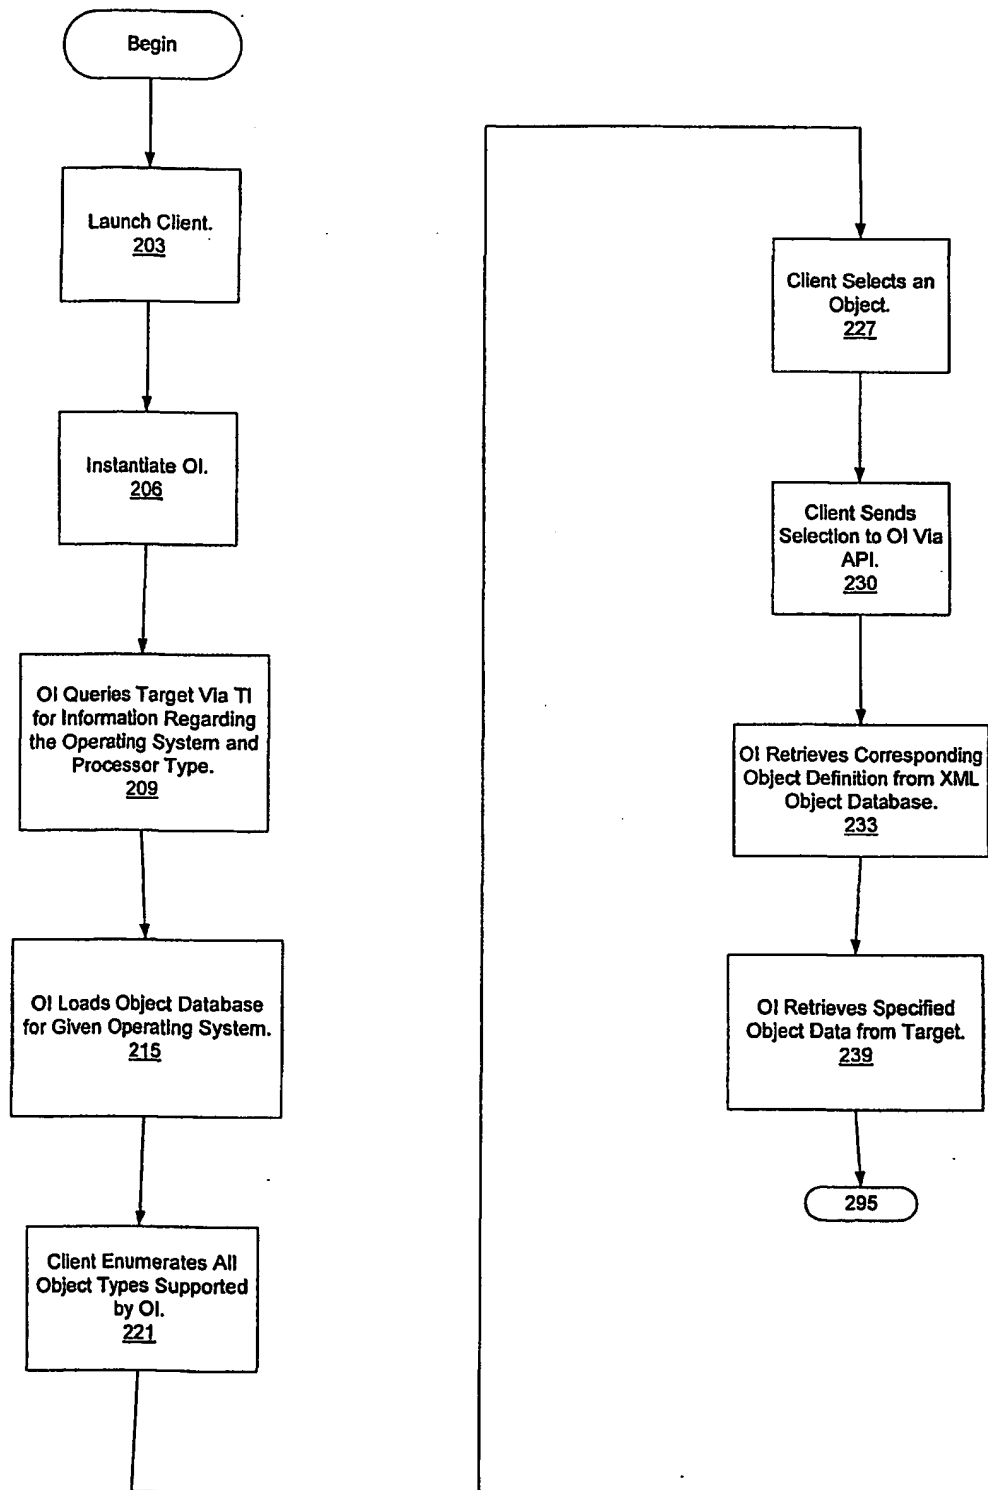 Begin
Launch Client.
203
Instantiate OI.
206
OI Queries Target Via TI
for Information Regarding
the Operating System and
Processor Type.
209
OI Loads Object Database
for Given Operating System.
215
Client Enumerates All
Object Types Supported
by OI.
221
Client Selects an
Object.
227
Client Sends
Selection to OI Via
API.
230
OI Retrieves Corresponding
Object Definition from XML
Object Database.
233
OI Retrieves Specified
Object Data from Target.
239
295